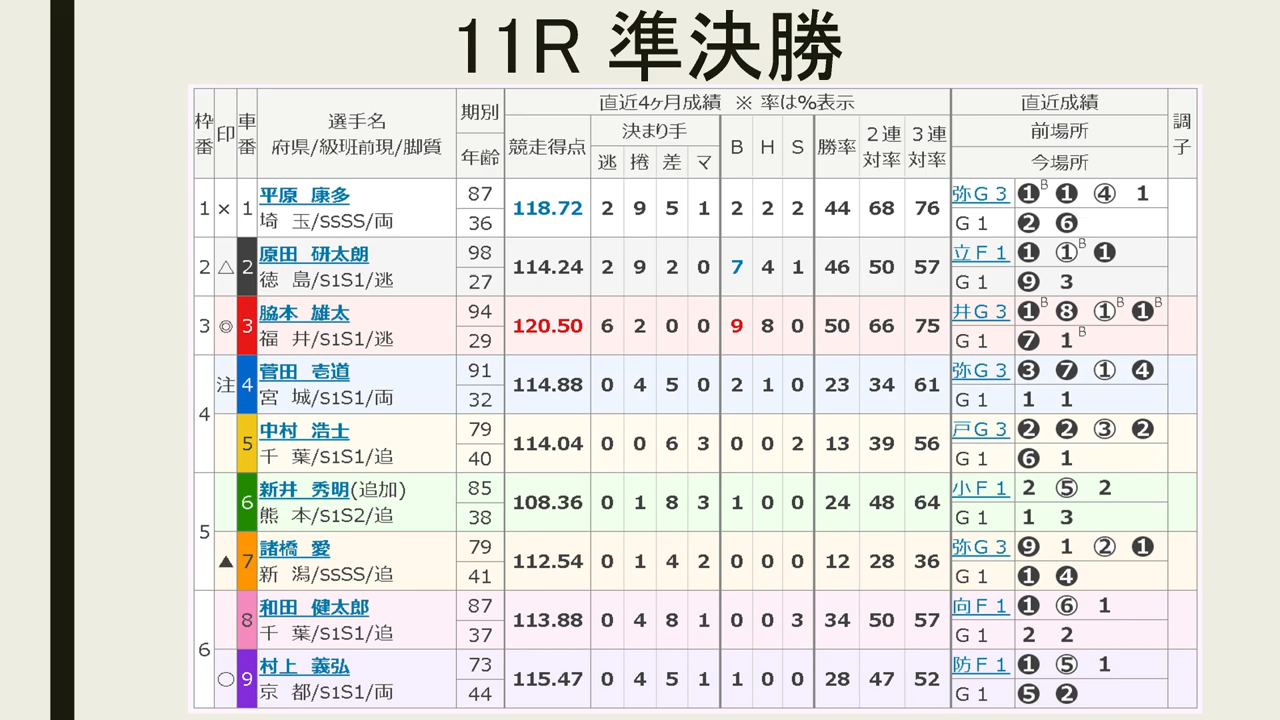 11R 準決勝
枠番 印 車番 選手名 府県/級班前現/脚質 期別 年齢 直近4ヶ月成績 ※ 率は%表示 直近成績 調子
競走得点 決まり手 B H S 勝率 2連対率 3連対率 前場所
逃 捲 差 マ 今場所
1 × 1 平原 康多 87 118.72 2 9 5 1 2 2 2 44 68 76 弥G3 ❶B ❶ ④ 1
埼 玉/SSSS/両 36 G1 ❷ ❻
2 △ 2 原田 研太朗 98 114.24 2 9 2 0 7 4 1 46 50 57 立F1 ❶ ①B ❶
徳 島/S1S1/逃 27 G1 ❾ 3
3 ◎ 3 脇本 雄太 94 120.50 6 2 0 0 9 8 0 50 66 75 井G3 ❶B ❽ ①B ❶B
福 井/S1S1/逃 29 G1 ❼ 1B
4 注 4 菅田 壱道 91 114.88 0 4 5 0 2 1 0 23 34 61 弥G3 ❸ ❼ ① ❹
宮 城/S1S1/両 32 G1 1 1
5 中村 浩士 79 114.04 0 0 6 3 0 0 2 13 39 56 戸G3 ❷ ❷ ③ ❷
千 葉/S1S1/追 40 G1 ❻ 1
5 6 新井 秀明(追加) 85 108.36 0 1 8 3 1 0 0 24 48 64 小F1 2 ⑤ 2
熊 本/S1S2/追 38 G1 1 3
▲ 7 諸橋 愛 79 112.54 0 1 4 2 0 0 0 12 28 36 弥G3 ❾ 1 ② ❶
新 潟/SSSS/追 41 G1 ❶ ❹
6 8 和田 健太郎 87 113.88 0 4 8 1 0 0 3 34 50 57 向F1 ❶ ⑥ 1
千 葉/S1S1/追 37 G1 2 2
○ 9 村上 義弘 73 115.47 0 4 5 1 1 0 0 28 47 52 防F1 ❶ ⑤ 1
京 都/S1S1/両 44 G1 ❺ ❷